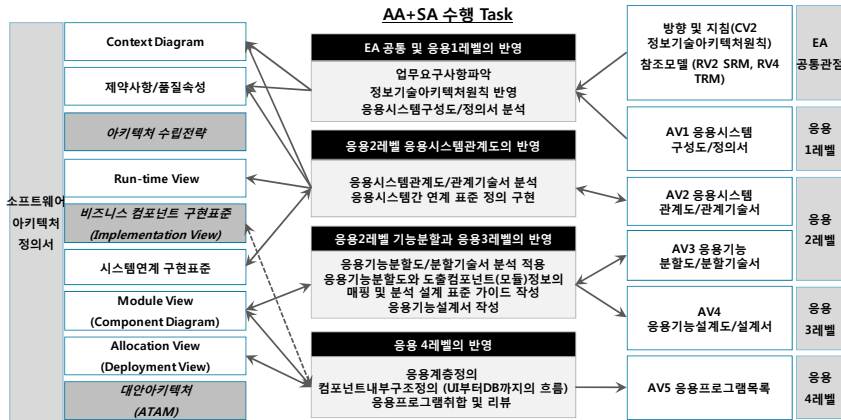 AA+SA 수행 Task
소프트웨어
아키텍처
정의서
Context Diagram
제약사항/품질속성
아키텍처 수립전략
Run-time View
비즈니스 컴포넌트 구현표준
(Implementation View)
시스템연계 구현표준
Module View
(Component Diagram)
Allocation View
(Deployment View)
대안아키텍처
(ATAM)
EA 공통 및 응용1레벨의 반영
업무요구사항파악
정보기술아키텍처원칙 반영
응용시스템구성도/정의서 분석
응용2레벨 응용시스템관계도의 반영
응용시스템관계도/관계기술서 분석
응용시스템간 연계 표준 정의 구현
응용2레벨 기능분할과 응용3레벨의 반영
응용기능분할도/분할기술서 분석 적용
응용기능분할도와 도출컴포넌트(모듈)정보의
매핑 및 분석 설계 표준 가이드 작성
응용기능설계서 작성
응용 4레벨의 반영
응용계층정의
컴포넌트내부구조정의 (UI부터DB까지의 흐름)
응용프로그램취합 및 리뷰
방향 및 지침(CV2
정보기술아키텍처원칙)
참조모델 (RV2 SRM, RV4
TRM)
AV1 응용시스템
구성도/정의서
AV2 응용시스템
관계도/관계기술서
AV3 응용기능
분할도/분할기술서
AV4
응용기능설계도/설계서
AV5 응용프로그램목록
EA
공통관점
응용
1레벨
응용
2레벨
응용
3레벨
응용
4레벨